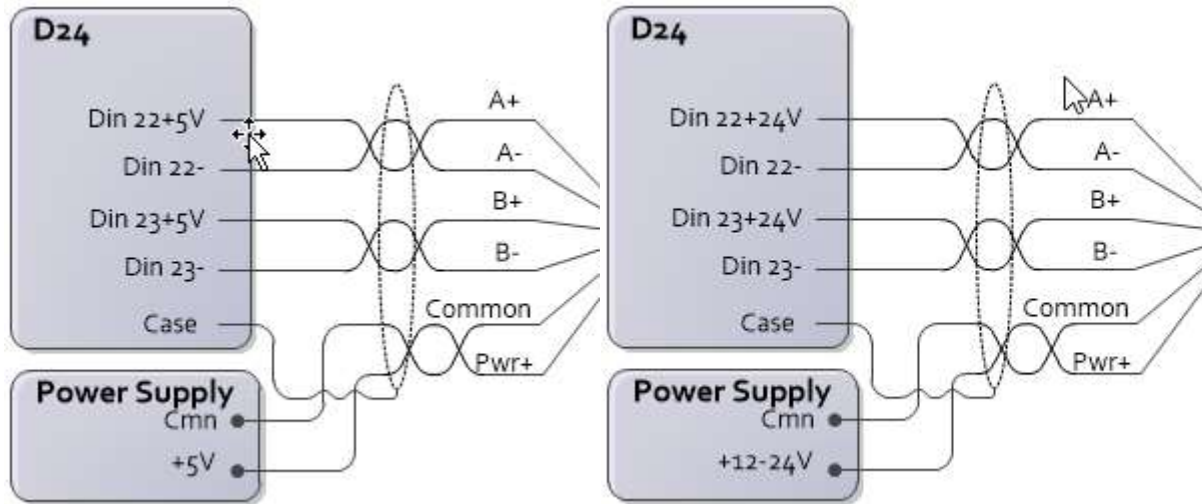 D24
Din 22+5V
Din 22-
Din 23+5V
Din 23-
Case
A+
A-
B+
B-
Common
Pwr+
Power Supply
Cmn
+5V
D24
Din 22+24V
Din 22-
Din 23+24V
Din 23-
Case
A+
A-
B+
B-
Common
Pwr+
Power Supply
Cmn
+12-24V